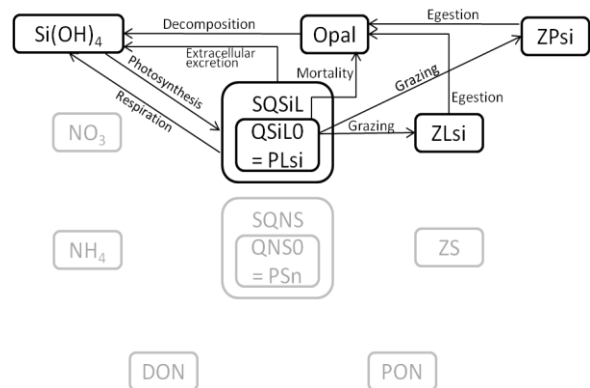 Decomposition
Egestion
Si(OH)4
Opal
ZPsi
Extracellular
excretion
Photosynthesis
Mortality
Grazing
Egestion
Respiration
SQSiL
QSiL0
= PLsi
Grazing
ZLsi
NO3
SQNS
NH4
QNS0
= PSn
ZS
DON
PON